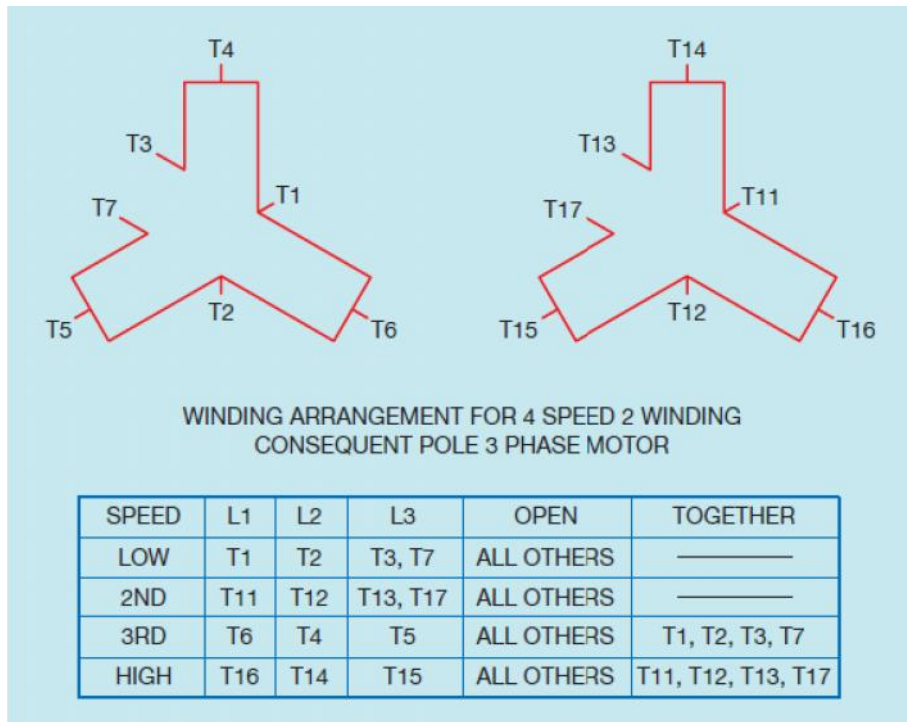 T4 T14
T3 T13
T1 T11
T7 T17
T2 T12
T5 T6 T15 T16
WINDING ARRANGEMENT FOR 4 SPEED 2 WINDING
CONSEQUENT POLE 3 PHASE MOTOR
SPEED L1 L2 L3 OPEN TOGETHER
LOW T1 T2 T3, T7 ALL OTHERS
2ND T11 T12 T13, T17 ALL OTHERS
3RD T6 T4 T5 ALL OTHERS T1, T2, T3, T7
HIGH T16 T14 T15 ALL OTHERS T11, T12, T13, T17